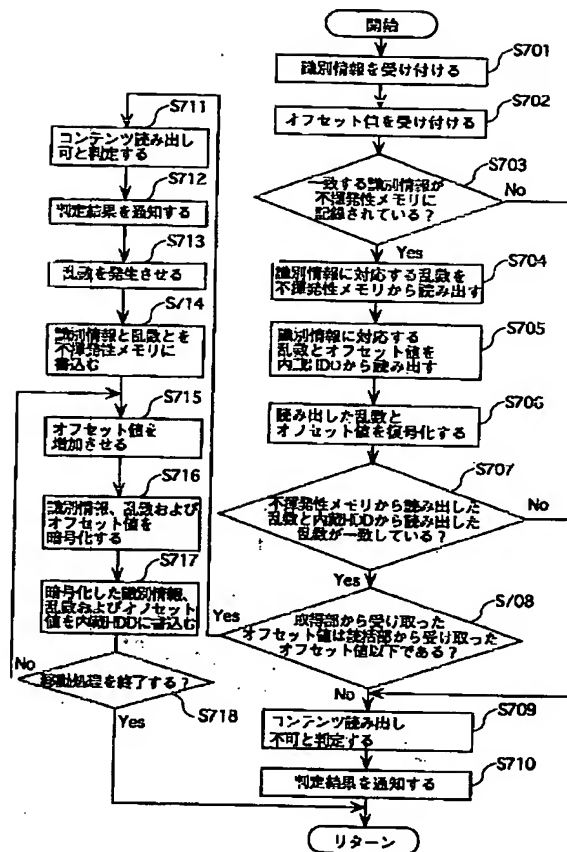 開始
S701
識別情報を受け付ける
S702
オフセット値を受け付ける
S703
一致する識別情報が
不揮発性メモリに
記録されている?
No
Yes
S704
識別情報に対応する乱数を
不揮発性メモリから読み出す
S705
識別情報に対応する
乱数とオフセット値を
内蔵HDDから読み出す
S706
読み出した乱数と
オフセット値を復号化する
S707
不揮発性メモリから読み出した
乱数と内蔵HDDから読み出した
乱数が一致している?
No
Yes
S708
取得部から受け取った
オフセット値は統括部から受け取った
オフセット値以下である?
Yes
No
S709
コンテンツ読み出し
不可と判定する
S710
判定結果を通知する
リターン
S711
コンテンツ読み出し
可と判定する
S712
判定結果を通知する
S713
乱数を発生させる
S714
識別情報と乱数とを
不揮発性メモリに
書込む
S715
オフセット値を
増加させる
S716
識別情報、乱数および
オフセット値を
暗号化する
S717
暗号化した識別情報、
乱数およびオフセット
値を内蔵HDDに書込む
No
移動処理を終了する?
S718
Yes